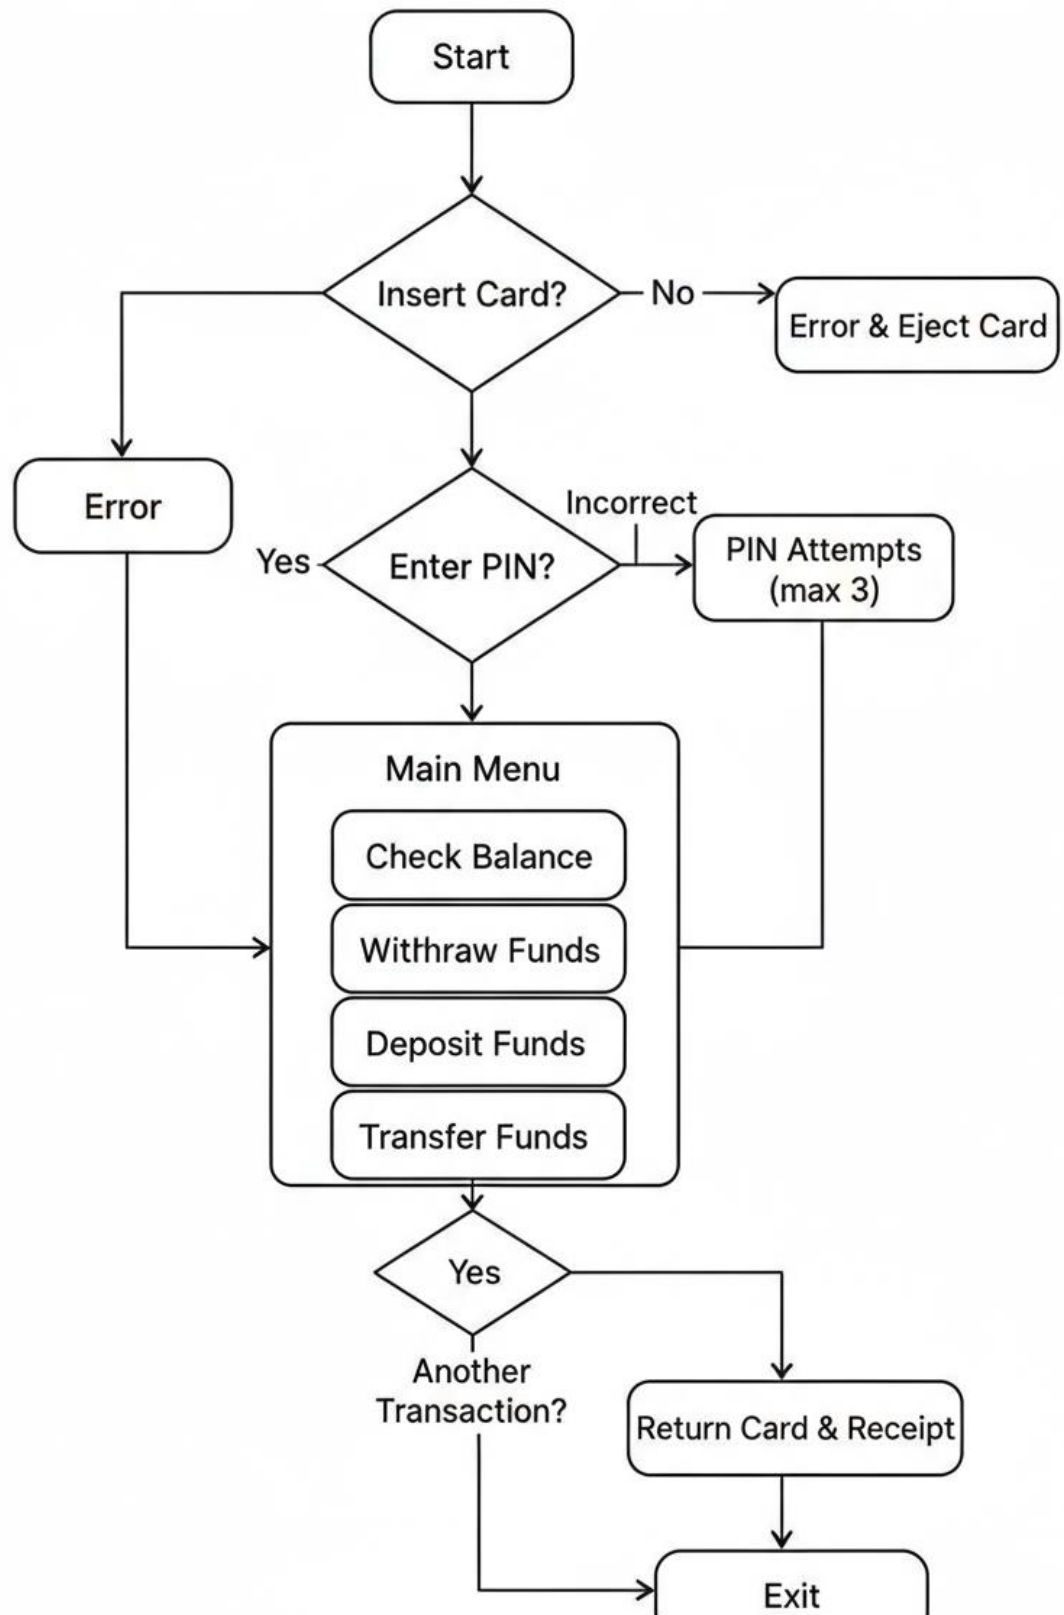 Start
Insert Card?
No
Error & Eject Card
Error
Yes
Enter PIN?
Incorrect
PIN Attempts
(max 3)
Main Menu
Check Balance
Witthraw Funds
Deposit Funds
Transfer Funds
Yes
Another
Transaction?
Return Card & Receipt
Exit